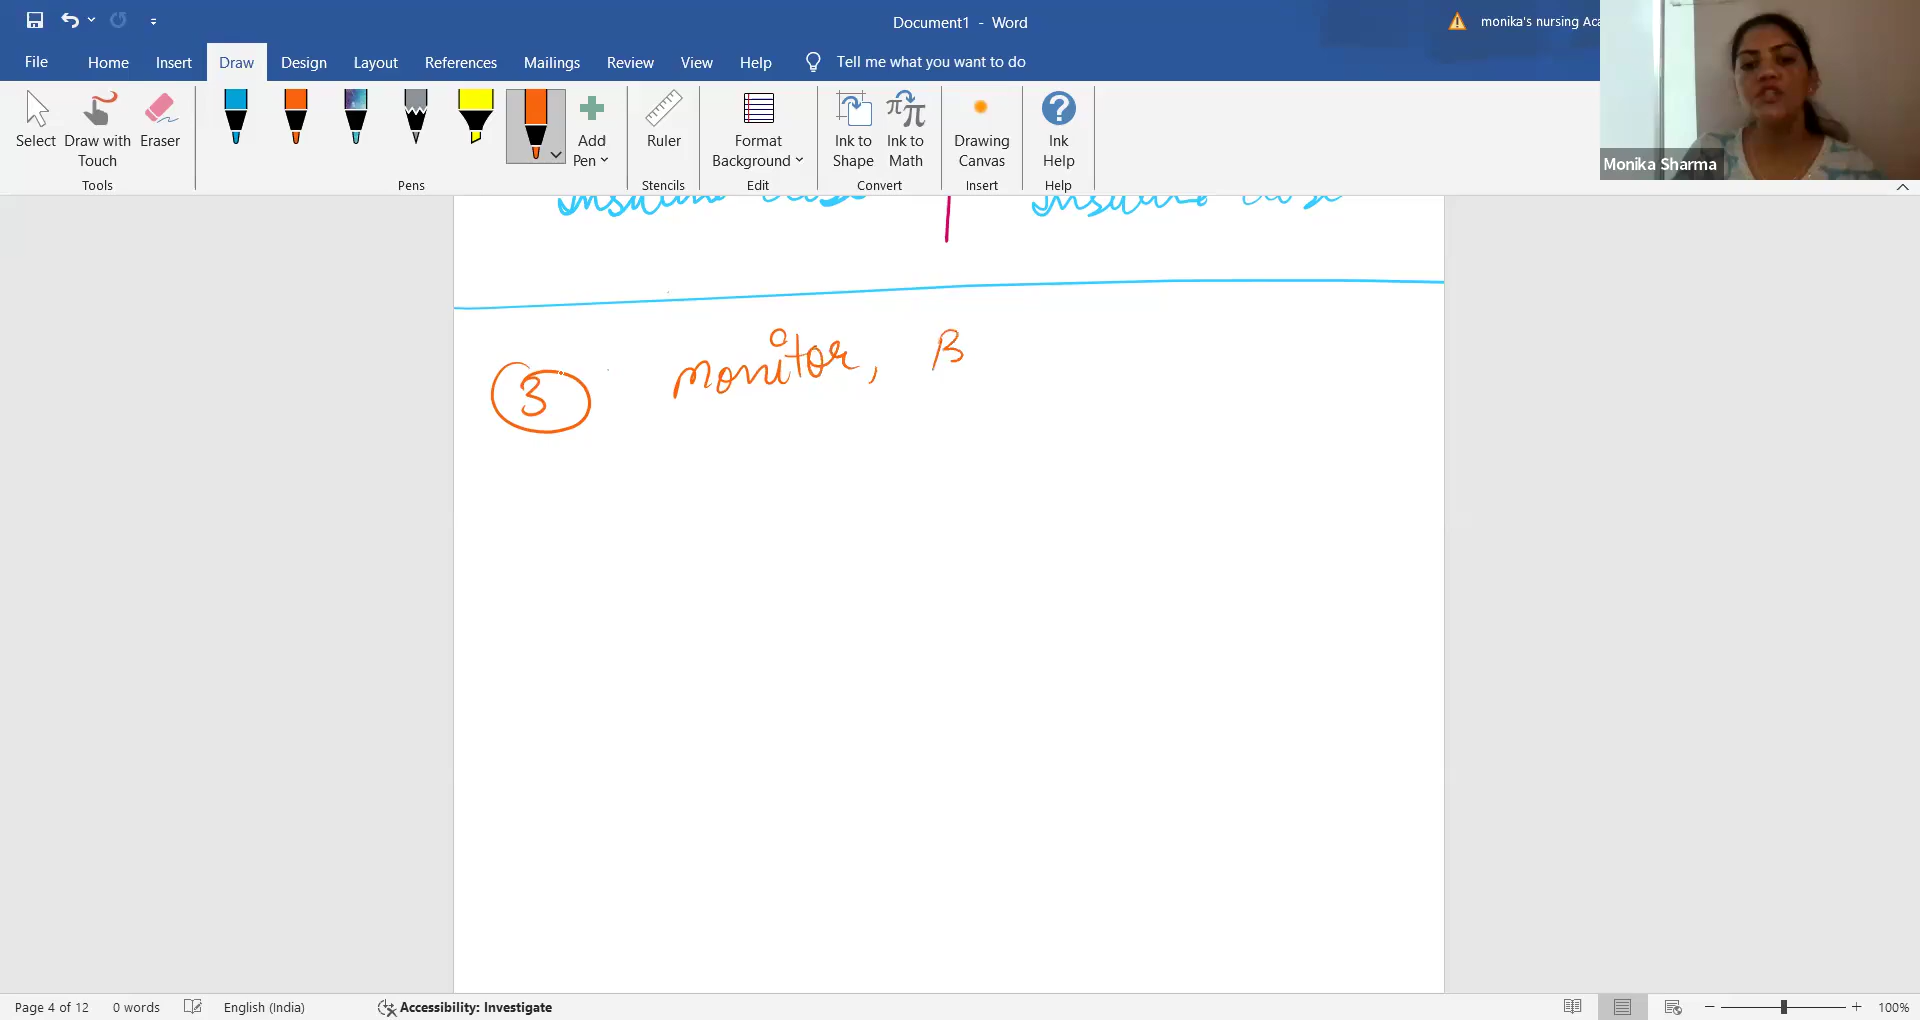 Document1 - Word
monika's nursing Aca
File Home Insert Draw Design Layout References Mailings Review View Help Tell me what you want to do
Select
Draw with Touch
Eraser
Add Pen
Ruler
Format Background
Ink to Shape
Ink to Math
Drawing Canvas
Ink Help
Tools Pens Stencils Edit Convert Insert Help
Monika Sharma
3 monitor, B
Page 4 of 12 0 words English (India) Accessibility: Investigate 100%